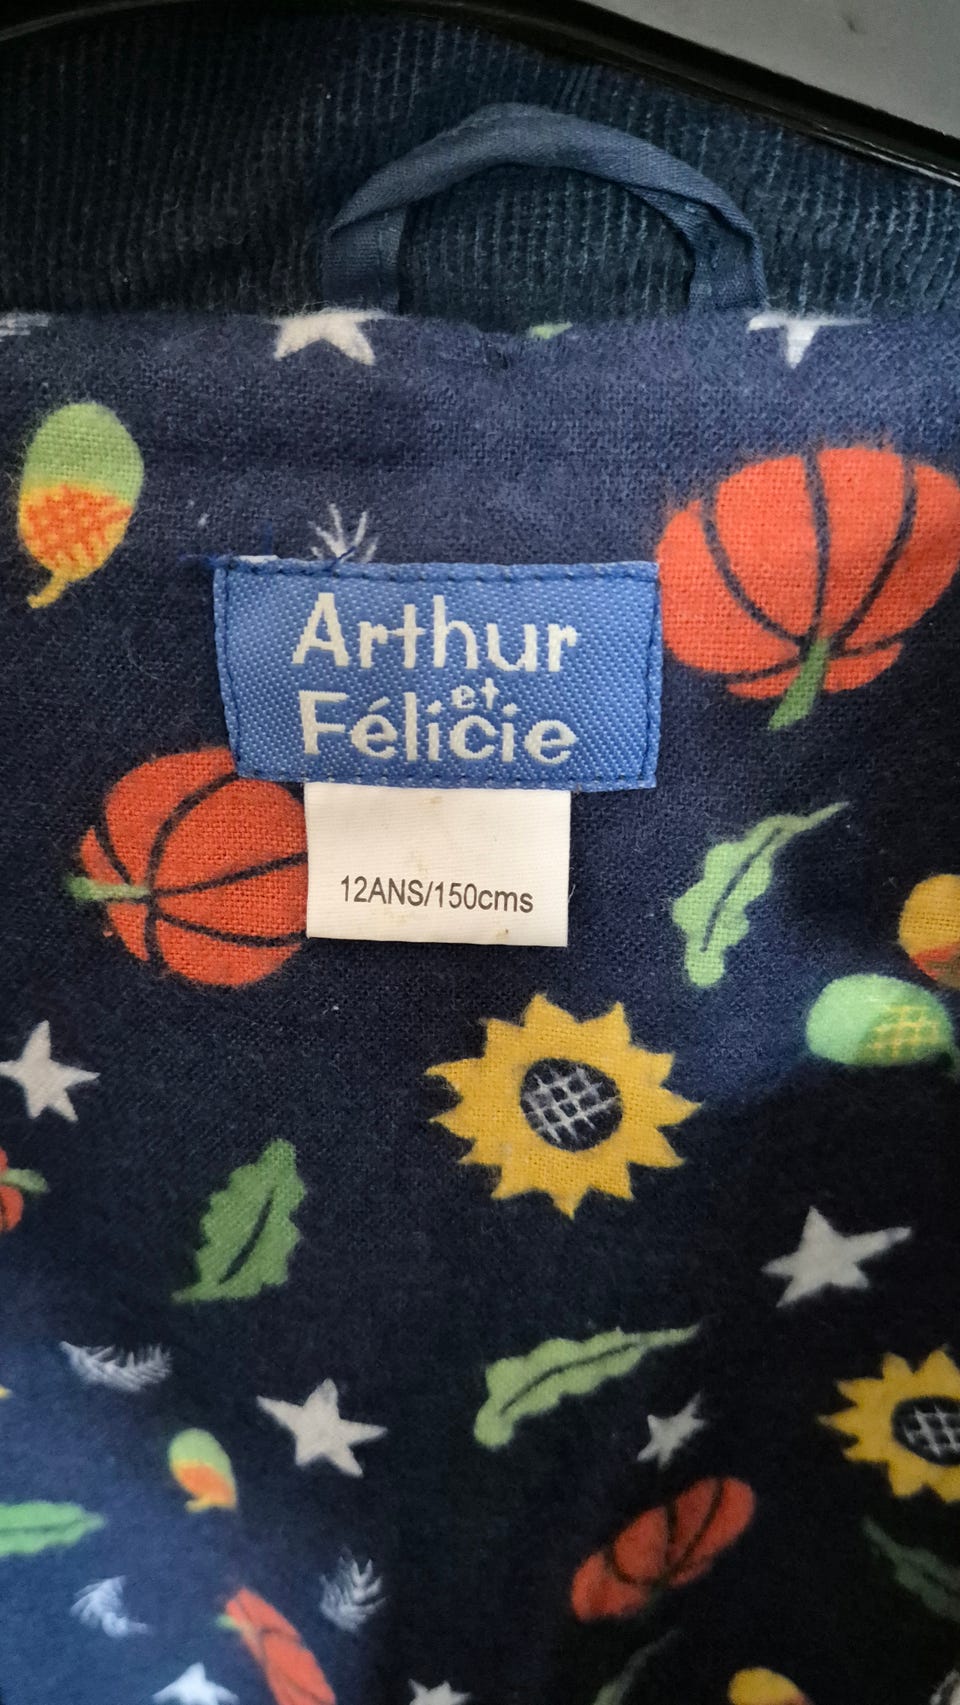 Arthur
et
Félicie
12ANS/150cms